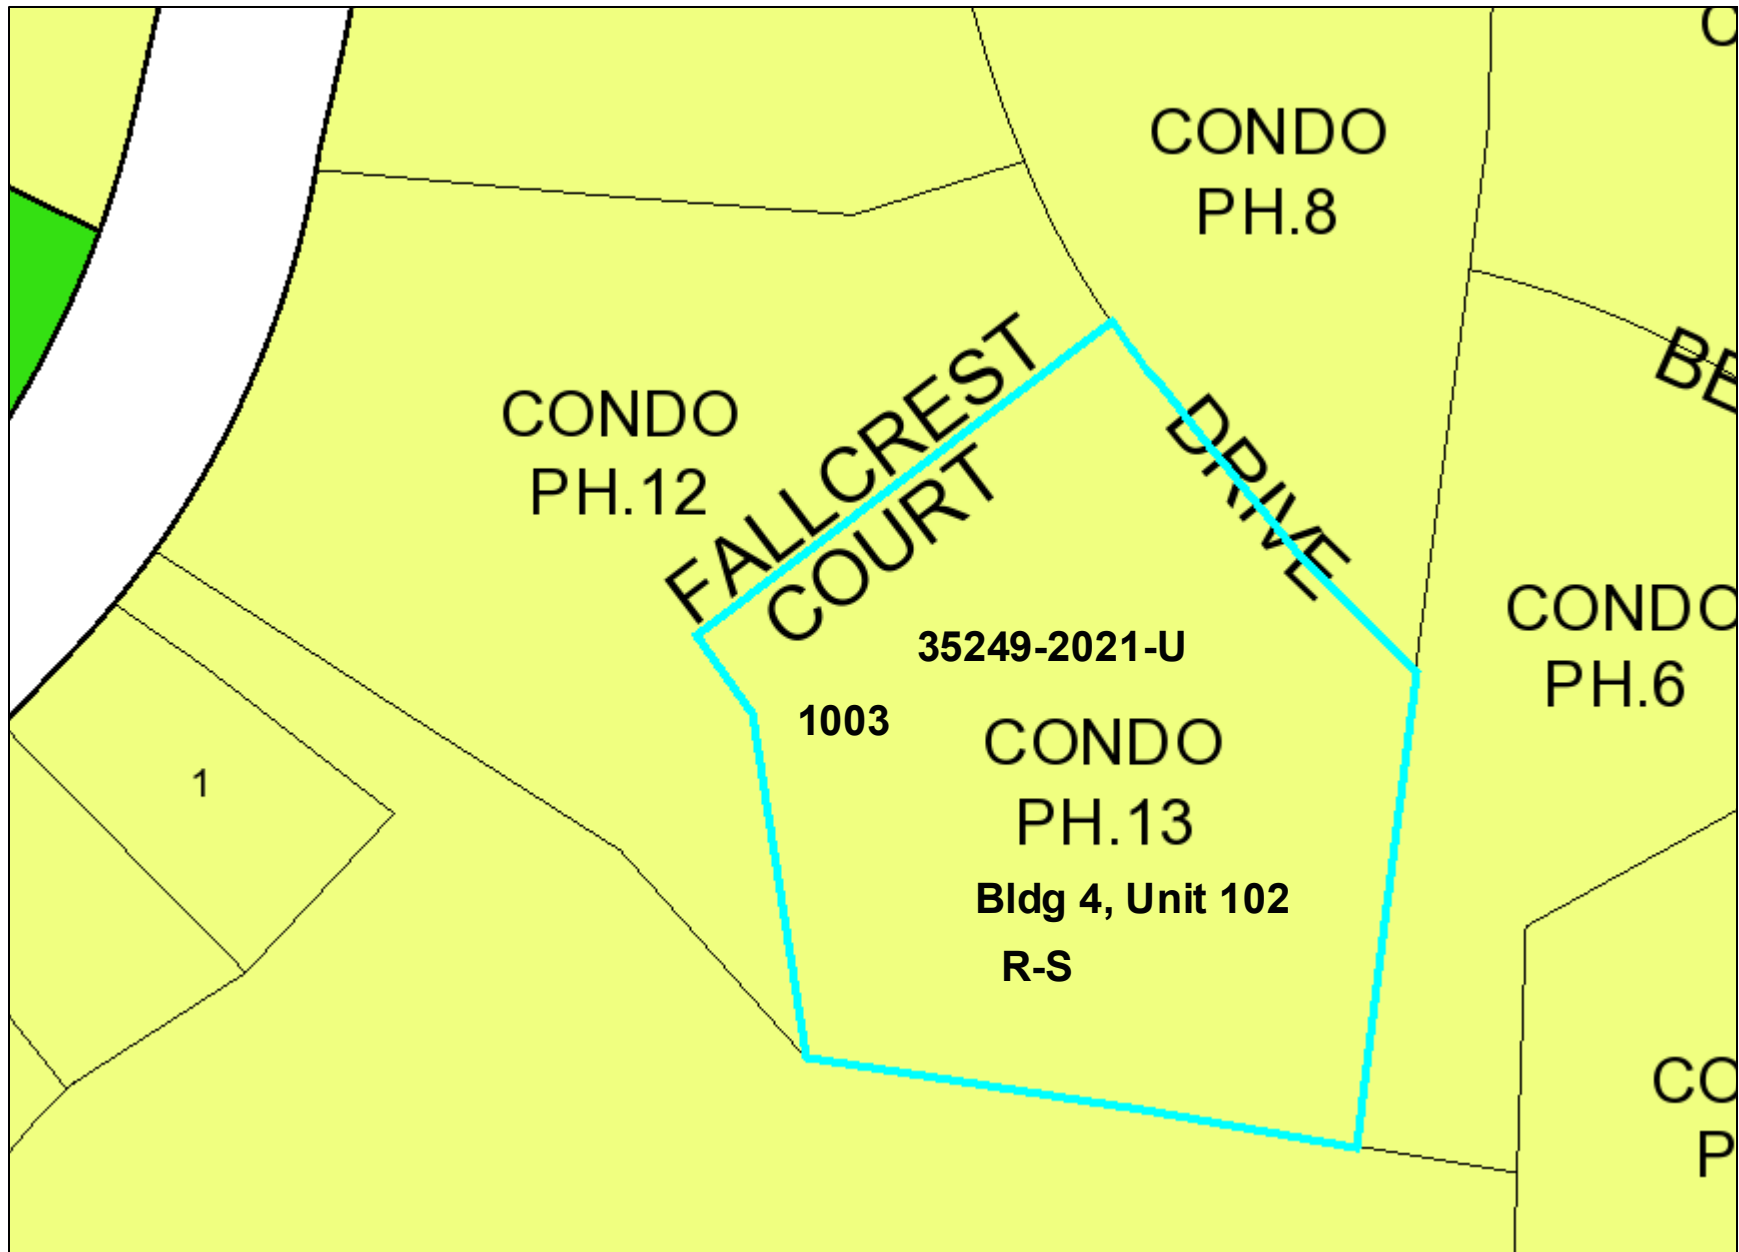 CONDO
PH.8
CONDO
PH.12
FALLCREST
COURT
DRIVE
CONDO
PH.6
35249-2021-U
1003
CONDO
PH.13
Bldg 4, Unit 102
R-S
1